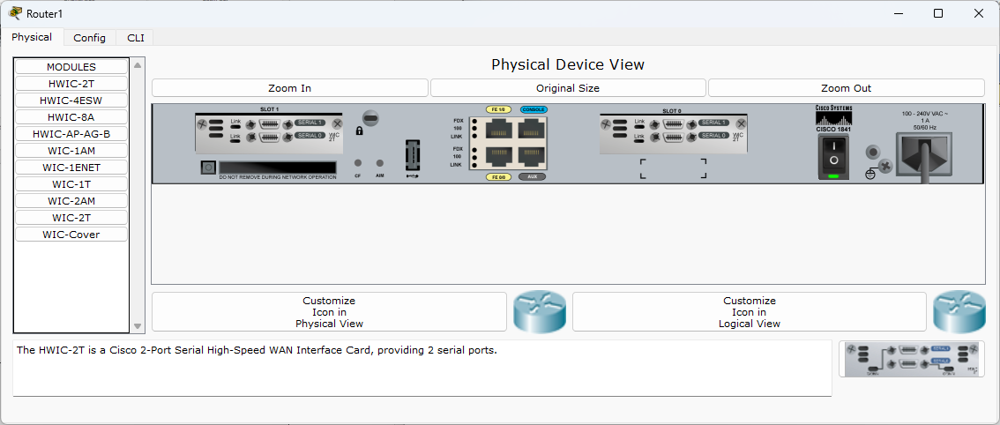 Router1
Physical
Config
CLI
MODULES
HWIC-2T
HWIC-4ESW
HWIC-8A
HWIC-AP-AG-B
WIC-1AM
WIC-1ENET
WIC-1T
WIC-2AM
WIC-2T
WIC-Cover
Physical Device View
Zoom In
Original Size
Zoom Out
SLOT 1
Link
SERIAL 1
Link
SERIAL 0
WIC
2T
DO NOT REMOVE DURING NETWORK OPERATION
CF
AIM
FE 1/0
CONSOLE
FDX
100
LINK
FDX
100
LINK
FE 0/0
AUX
SLOT 0
Link
SERIAL 1
Link
SERIAL 0
WIC
2T
CISCO SYSTEMS
CISCO 1841
I
O
100 - 240V VAC ~
1 A
50/60 Hz
Customize
Icon in
Physical View
Customize
Icon in
Logical View
The HWIC-2T is a Cisco 2-Port Serial High-Speed WAN Interface Card, providing 2 serial ports.